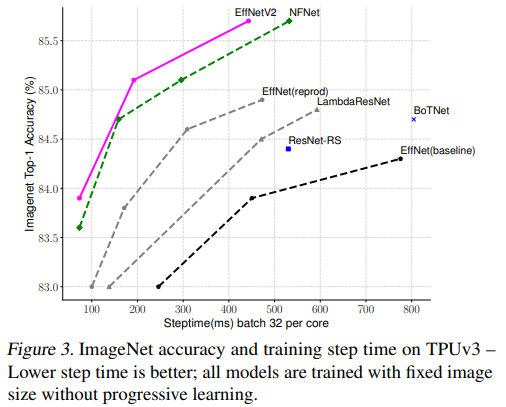 EffNetV2 NFNet
85.5
EffNet(reprod)
85.0
LambdaResNet
BoTNet
84.5
ResNet-RS
EffNet(baseline)
84.0
83.5
83.0
Imagenet Top-1 Accuracy (%)
100 200 300 400 500 600 700 800
Steptime(ms) batch 32 per core
Figure 3. ImageNet accuracy and training step time on TPUv3 –
Lower step time is better; all models are trained with fixed image
size without progressive learning.